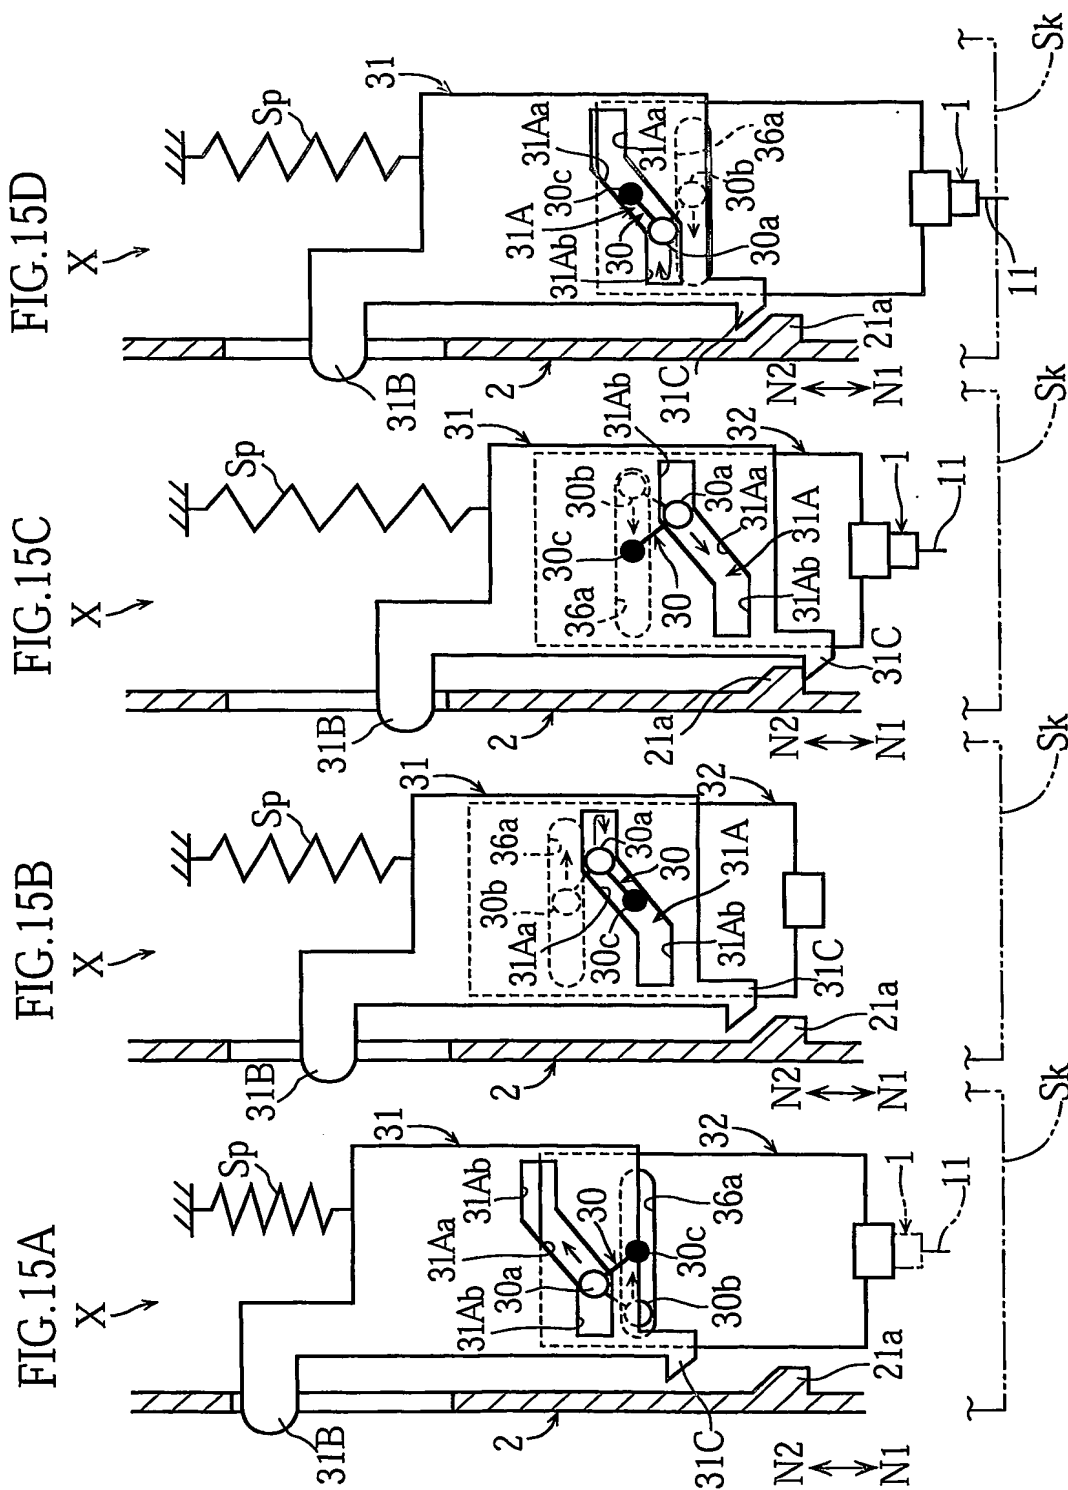 FIG.15A
X
Sp
31
31B
31Ab
31Aa
31Ab
30a
30
36a
30c
30b
31C
32
2
21a
1
11
N2
N1
Sk
FIG.15B
X
Sp
31
31B
36a
30b
31Aa
30a
30
30c
31A
31Ab
31C
32
2
21a
N2
N1
Sk
FIG.15C
X
Sp
31
31B
31Ab
30b
30c
30a
36a
30
31Aa
31A
31Ab
32
31C
2
21a
1
11
N2
N1
Sk
FIG.15D
X
Sp
31
31B
31Aa
30c
31A
31Aa
30
31Ab
36a
30b
30a
31C
2
21a
1
11
N2
N1
Sk